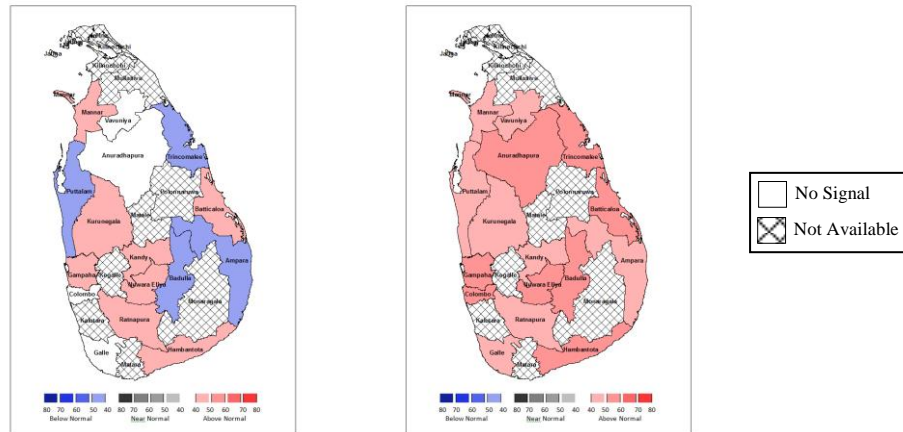 Jaffna
Kilinochchi
Mullaitivu
Mannar
Mannar
Vavuniya
Anuradhapura
Trincomalee
Puttalam
Polonnaruwa
Matale
Batticaloa
Kurunegala
Kandy
Ampara
Gampaha
Kegalle
Badulla
Nuwara Eliya
Colombo
Monaragala
Kalutara
Ratnapura
Galle
Matara
Hambantota
80 70 60 50 40
Below Normal
80 70 60 50 40
Near Normal
40 50 60 70 80
Above Normal
Jaffna
Kilinochchi
Mullaitivu
Mannar
Mannar
Vavuniya
Anuradhapura
Trincomalee
Puttalam
Polonnaruwa
Matale
Batticaloa
Kurunegala
Kandy
Ampara
Gampaha
Kegalle
Badulla
Nuwara Eliya
Colombo
Monaragala
Kalutara
Ratnapura
Galle
Matara
Hambantota
80 70 60 50 40
Below Normal
80 70 60 50 40
Near Normal
40 50 60 70 80
Above Normal
No Signal
Not Available